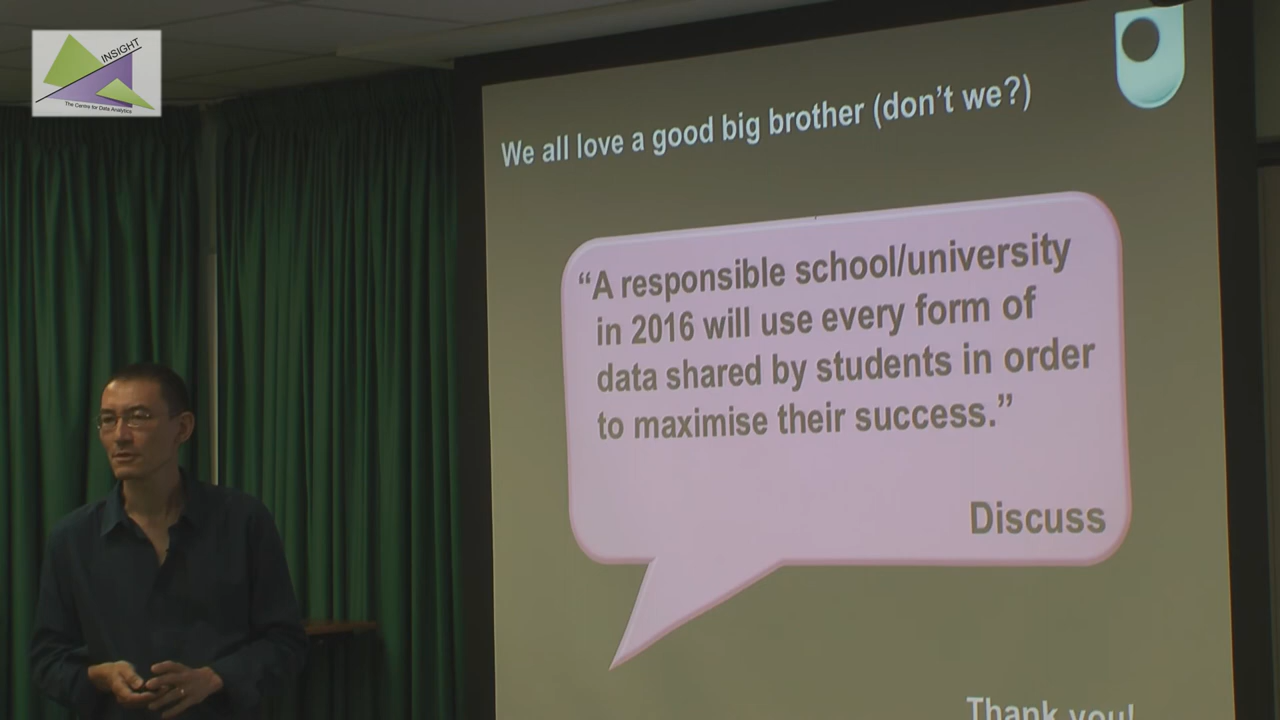 INSIGHT
The Centre for Data Analytics
We all love a good big brother (don't we?)
“A responsible school/university
in 2016 will use every form of
data shared by students in order
to maximise their success.”
Discuss
Thank you!